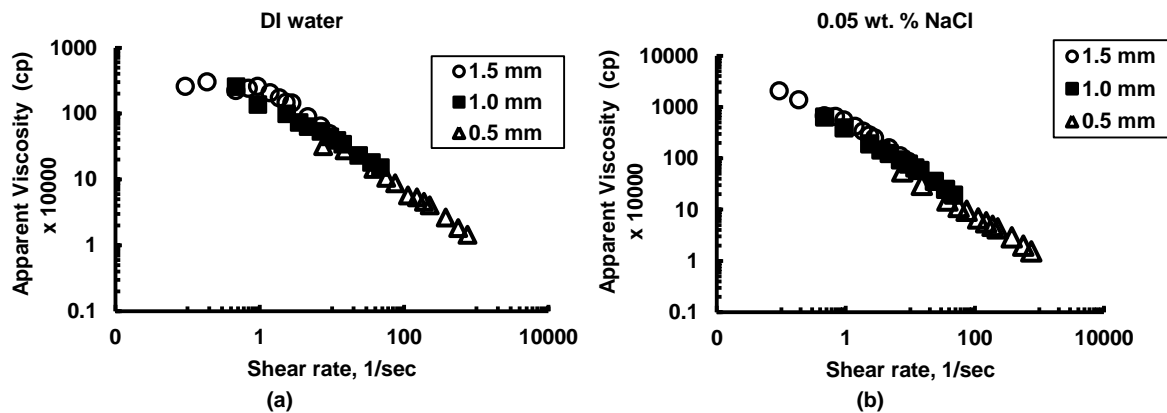 DI water
1000
100
10
1
0.1
Apparent Viscosity (cp)
x 10000
1.5 mm
1.0 mm
0.5 mm
0 1 100 10000
Shear rate, 1/sec
(a)
0.05 wt. % NaCl
10000
1000
100
10
1
0.1
Apparent Viscosity (cp)
x 10000
1.5 mm
1.0 mm
0.5 mm
0 1 100 10000
Shear rate, 1/sec
(b)